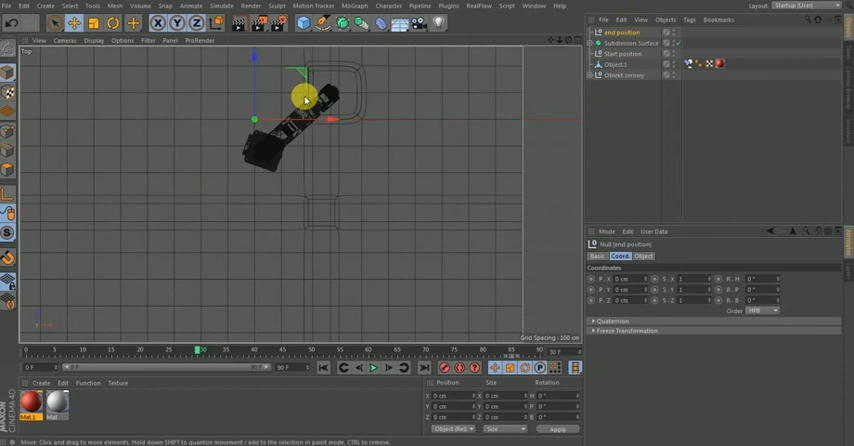 File Edit Create Select Tools Mesh Volume Snap Animate Simulate Render Sculpt Motion Tracker MoGraph Character Pipeline Plugins RealFlow Script Window Help
Layout: Startup (User)
File Edit View Objects Tags Bookmarks
View Cameras Display Options Filter Panel ProRender
Top
end position
Subdivision Surface
Start position
Object.1
Obiekt zerowy
Grid Spacing : 100 cm
Mode Edit User Data
Null [end position]
Basic Coord. Object
Coordinates
P . X 0 cm S . X 1 R . H 0 °
P . Y 0 cm S . Y 1 R . P 0 °
P . Z 0 cm S . Z 1 R . B 0 °
Order HPB
Quaternion
Freeze Transformation
0 5 10 15 20 25 30 35 40 45 50 55 60 65 70 75 80 85 90
30 F
0 F 0 F 90 F 90 F
Create Edit Function Texture
Mat.1 Mat
Position Size Rotation
X 0 cm X 0 cm H 0 °
Y 0 cm Y 0 cm P 0 °
Z 0 cm Z 0 cm B 0 °
Object (Rel) Size Apply
MAXON CINEMA 4D
Move: Click and drag to move elements. Hold down SHIFT to quantize movement / add to the selection in point mode, CTRL to remove.